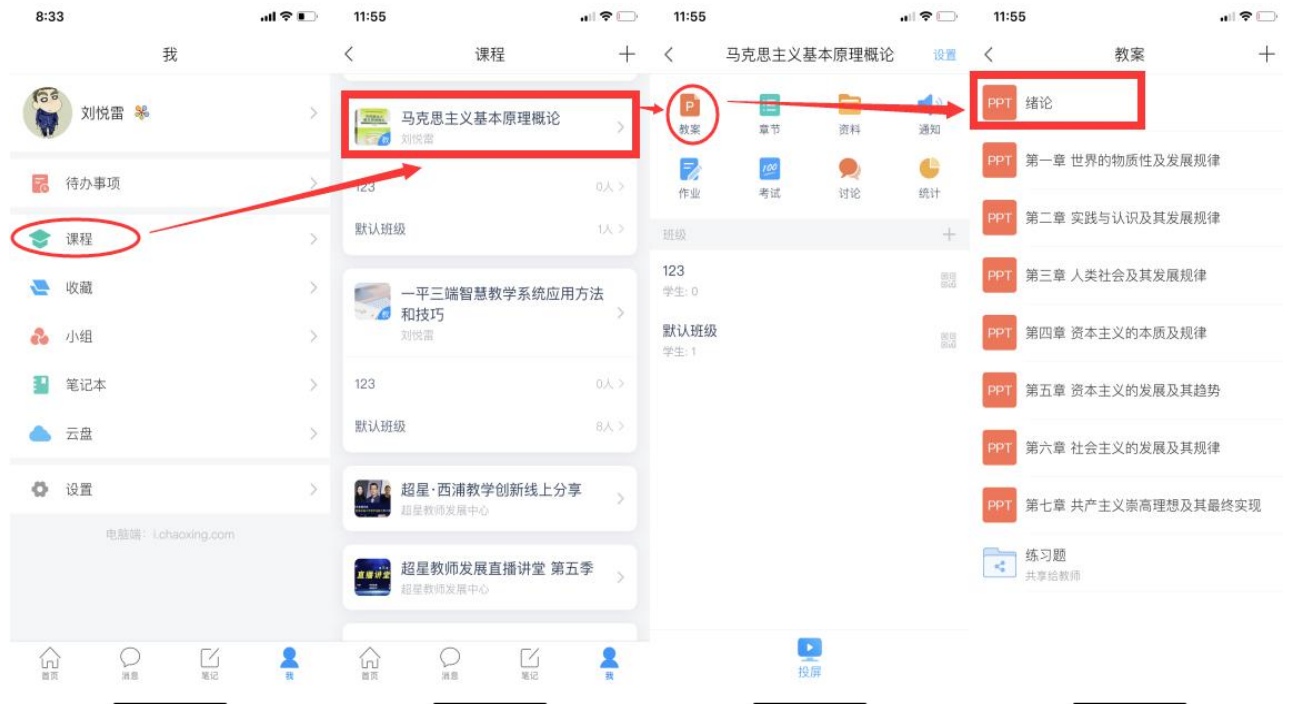 8:33
我
刘悦雷
待办事项
课程
收藏
小组
笔记本
云盘
设置
电脑端：i.chaoxing.com
首页
消息
笔记
我
11:55
课程
马克思主义基本原理概论
刘悦雷
教
123
0人
默认班级
1人
一平三端智慧教学系统应用方法
和技巧
刘悦雷
教
123
0人
默认班级
8人
超星·西浦教学创新线上分享
超星教师发展中心
直播讲堂
超星教师发展直播讲堂 第五季
超星教师发展中心
首页
消息
笔记
我
11:55
马克思主义基本原理概论
设置
P
教案
章节
资料
通知
作业
100
考试
讨论
统计
班级
123
学生: 0
默认班级
学生: 1
投屏
11:55
教案
PPT 绪论
PPT 第一章 世界的物质性及发展规律
PPT 第二章 实践与认识及其发展规律
PPT 第三章 人类社会及其发展规律
PPT 第四章 资本主义的本质及规律
PPT 第五章 资本主义的发展及其趋势
PPT 第六章 社会主义的发展及其规律
PPT 第七章 共产主义崇高理想及其最终实现
练习题
共享给教师